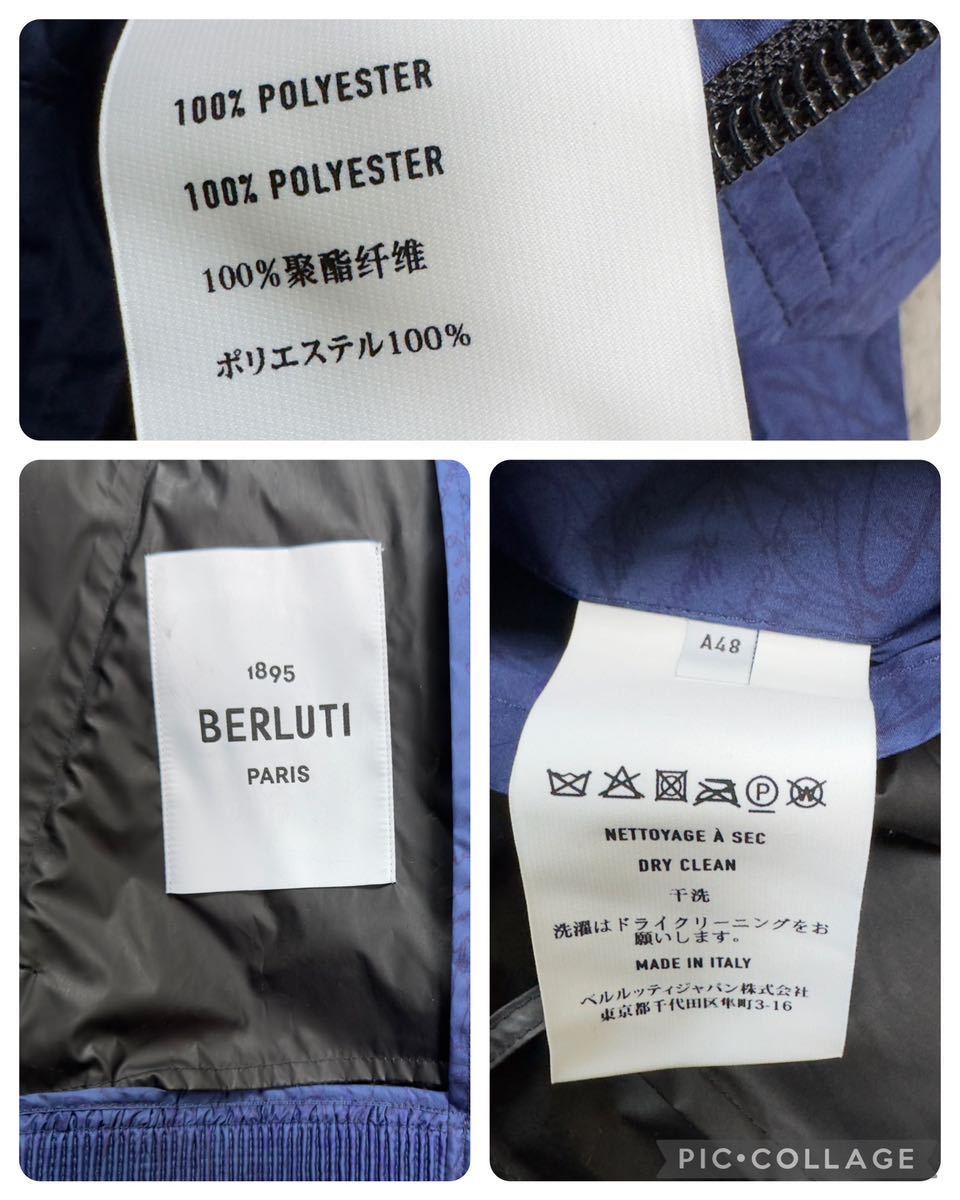 100% POLYESTER
100% POLYESTER
100%聚酯纤维
ポリエステル100%
1895
BERLUTI
PARIS
A48
P
W
NETTOYAGE À SEC
DRY CLEAN
干洗
洗濯はドライクリーニングをお
願いします。
MADE IN ITALY
ベルルッティジャパン株式会社
東京都千代田区隼町3-16
PIC•COLLAGE